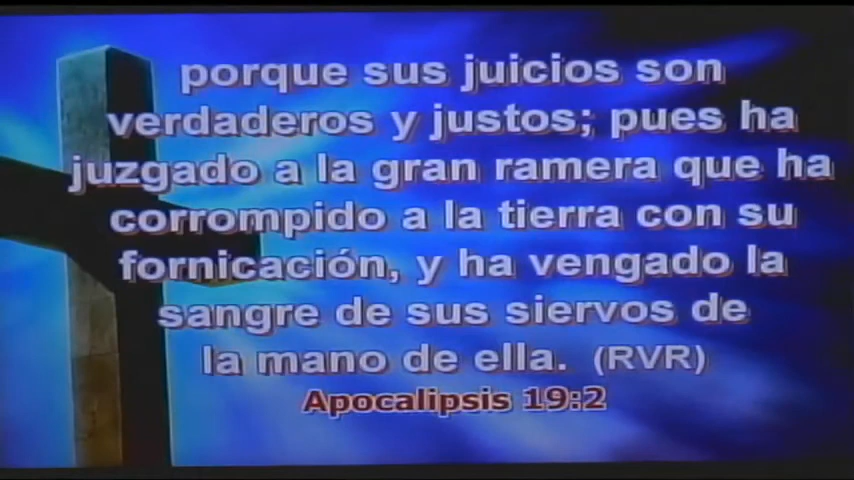 porque sus juicios son
verdaderos y justos; pues ha
juzgado a la gran ramera que ha
corrompido a la tierra con su
fornicación, y ha vengado la
sangre de sus siervos de
la mano de ella. (RVR)
Apocalipsis 19:2